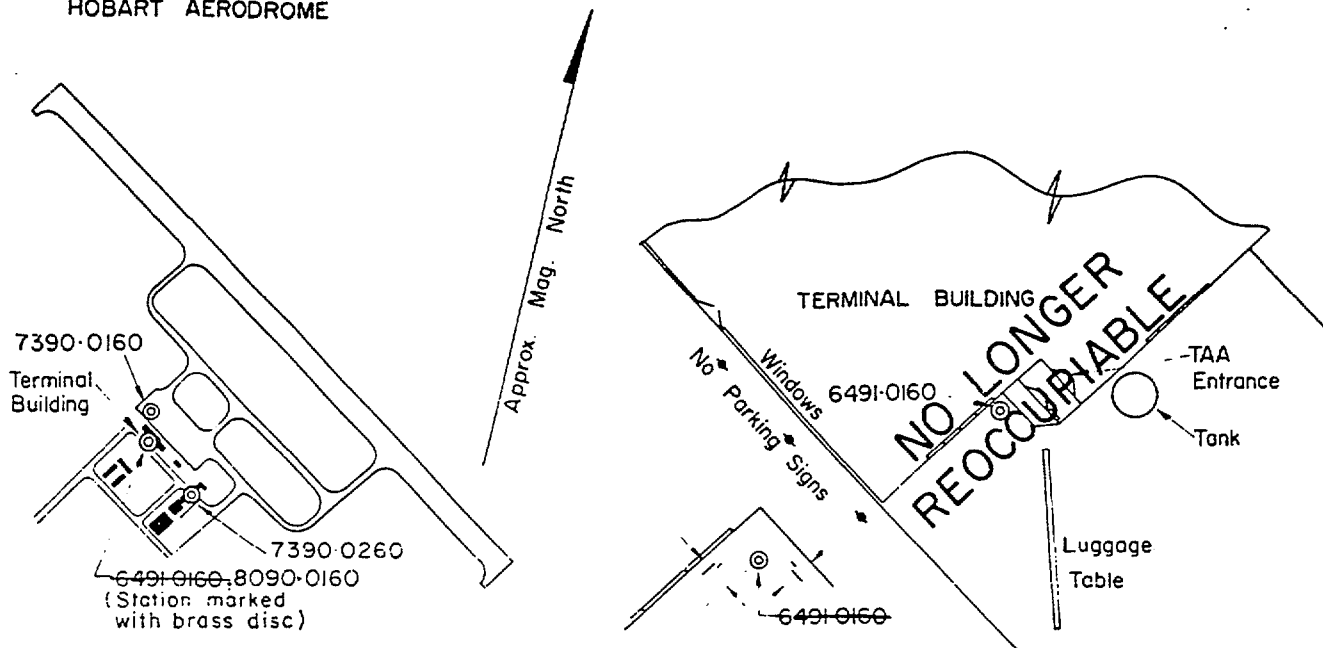 HOBART AERODROME
Approx. Mag. North
7390·0160
Terminal
Building
7390·0260
6491·0160,8090·0160
(Station marked
with brass disc)
TERMINAL BUILDING
NO LONGER
REOCCUPIABLE
Windows
No Parking Signs
6491·0160
TAA
Entrance
Tank
Luggage
Table
6491·0160